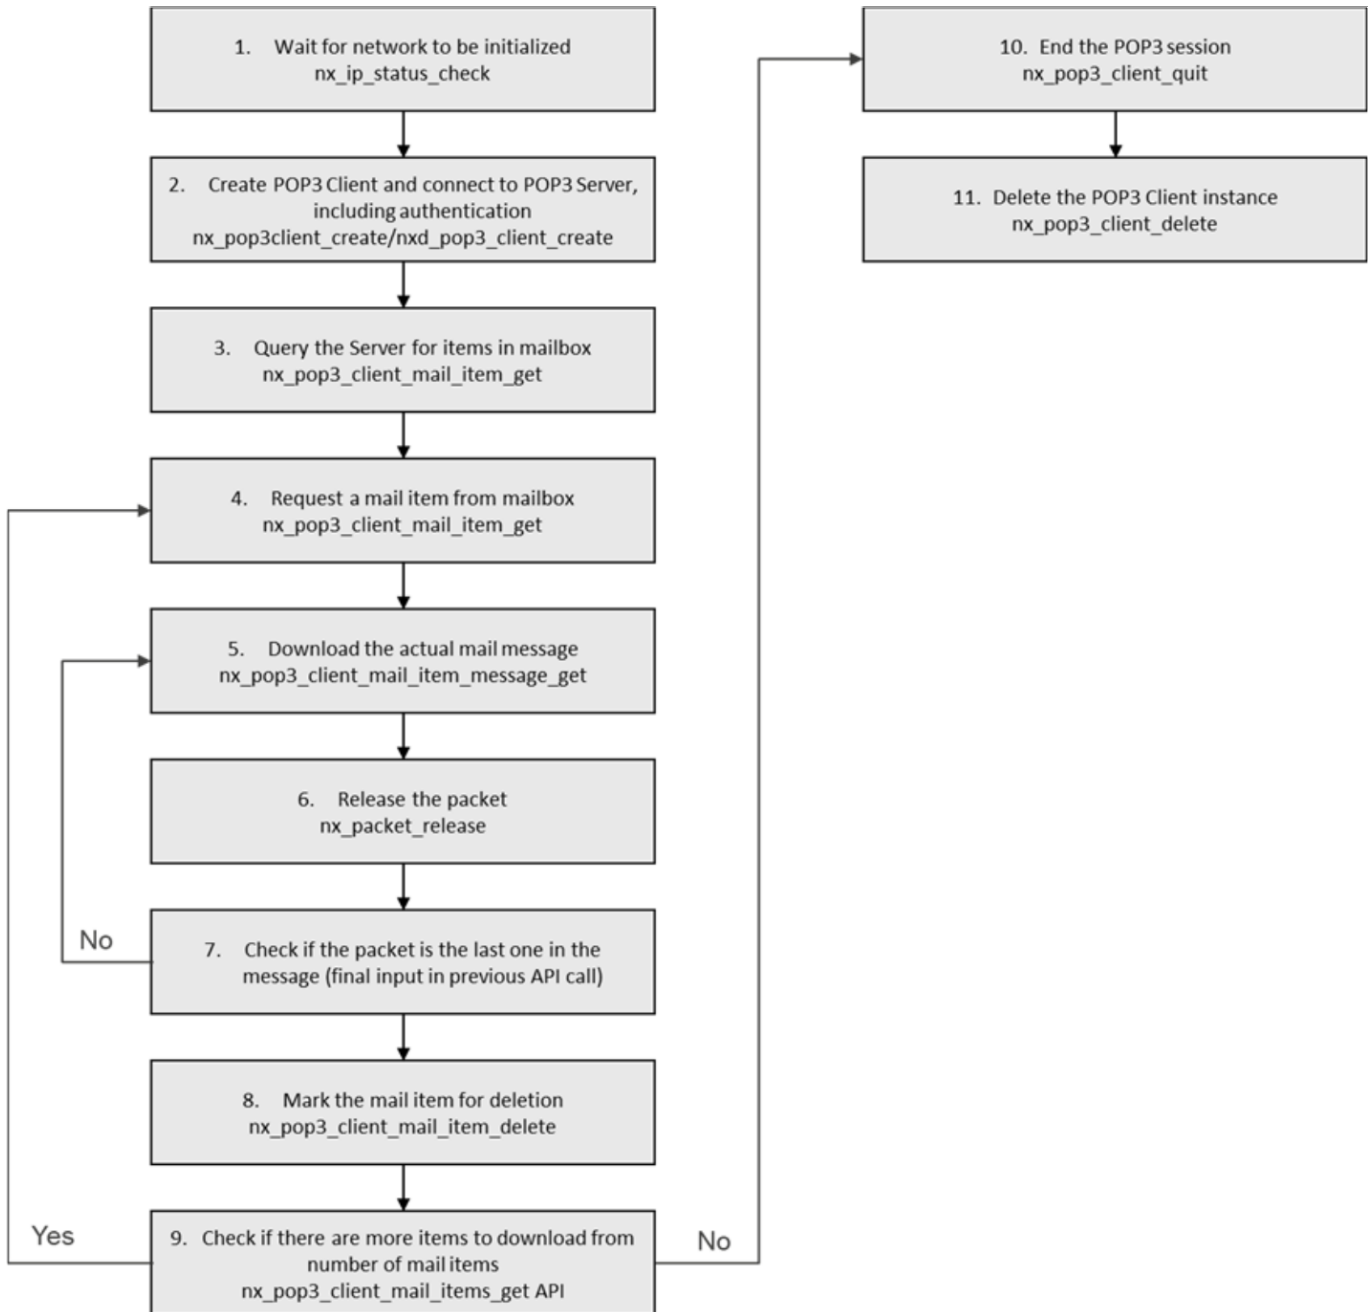 1. Wait for network to be initialized
nx_ip_status_check
2. Create POP3 Client and connect to POP3 Server,
including authentication
nx_pop3client_create/nxd_pop3_client_create
3. Query the Server for items in mailbox
nx_pop3_client_mail_item_get
4. Request a mail item from mailbox
nx_pop3_client_mail_item_get
5. Download the actual mail message
nx_pop3_client_mail_item_message_get
6. Release the packet
nx_packet_release
No
7. Check if the packet is the last one in the
message (final input in previous API call)
8. Mark the mail item for deletion
nx_pop3_client_mail_item_delete
Yes
9. Check if there are more items to download from
number of mail items
nx_pop3_client_mail_items_get API
No
10. End the POP3 session
nx_pop3_client_quit
11. Delete the POP3 Client instance
nx_pop3_client_delete